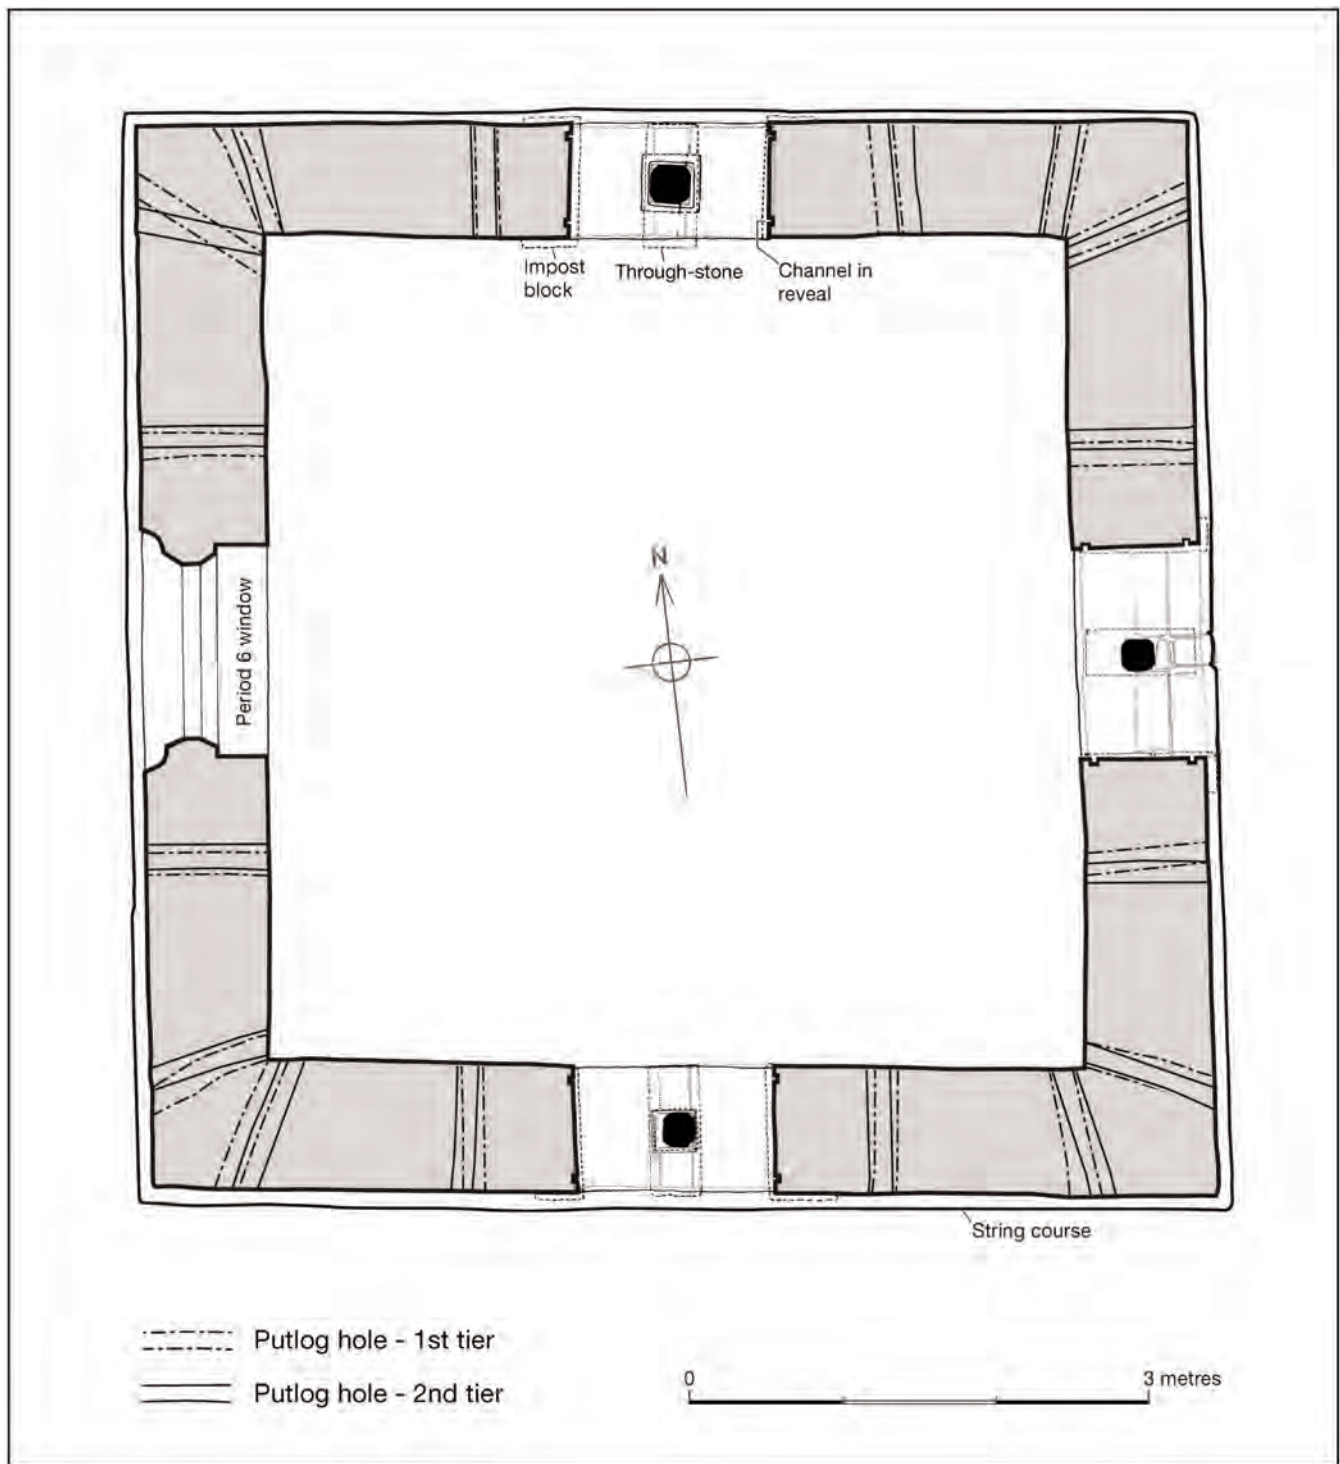 Impost
block
Through-stone
Channel in
reveal
N
Period 6 window
String course
Putlog hole - 1st tier
Putlog hole - 2nd tier
0
3 metres